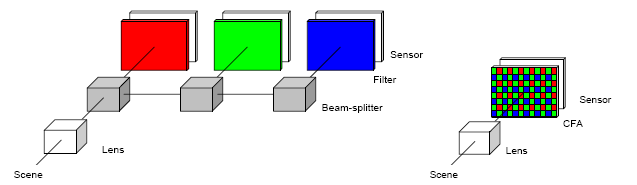 Sensor
Filter
Beam-splitter
Lens
Scene
Sensor
CFA
Lens
Scene